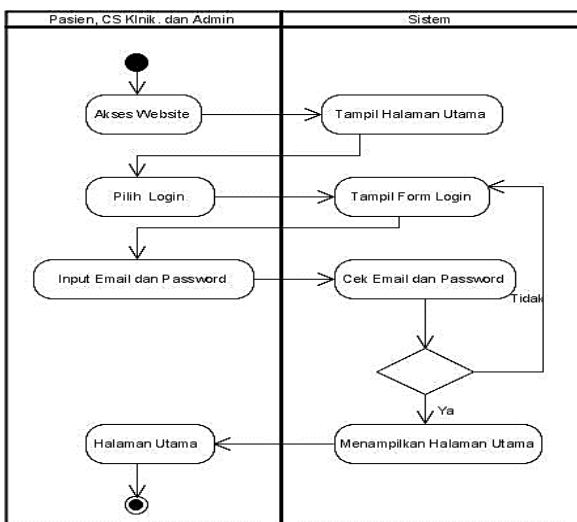 Pasien, CS Klnik. dan Admin
Sistem
Akses Website
Tampil Halaman Utama
Pilih Login
Tampil Form Login
Input Email dan Password
Cek Email dan Password
Tidak
Ya
Halaman Utama
Menampilkan Halaman Utama